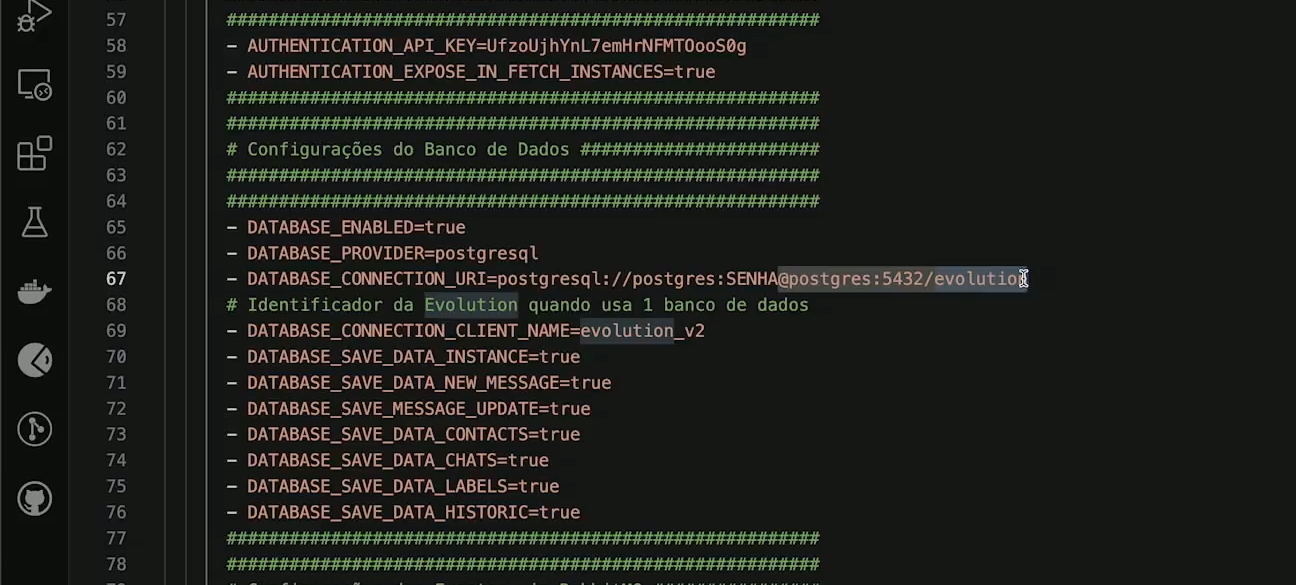 57 #########################################################
58 - AUTHENTICATION_API_KEY=UfzoUjhYnL7emHrNFMTOooS0g
59 - AUTHENTICATION_EXPOSE_IN_FETCH_INSTANCES=true
60 #########################################################
61 #########################################################
62 # Configurações do Banco de Dados #######################
63 #########################################################
64 #########################################################
65 - DATABASE_ENABLED=true
66 - DATABASE_PROVIDER=postgresql
67 - DATABASE_CONNECTION_URI=postgresql://postgres:SENHA@postgres:5432/evolution
68 # Identificador da Evolution quando usa 1 banco de dados
69 - DATABASE_CONNECTION_CLIENT_NAME=evolution_v2
70 - DATABASE_SAVE_DATA_INSTANCE=true
71 - DATABASE_SAVE_DATA_NEW_MESSAGE=true
72 - DATABASE_SAVE_MESSAGE_UPDATE=true
73 - DATABASE_SAVE_DATA_CONTACTS=true
74 - DATABASE_SAVE_DATA_CHATS=true
75 - DATABASE_SAVE_DATA_LABELS=true
76 - DATABASE_SAVE_DATA_HISTORIC=true
77 #########################################################
78 #########################################################